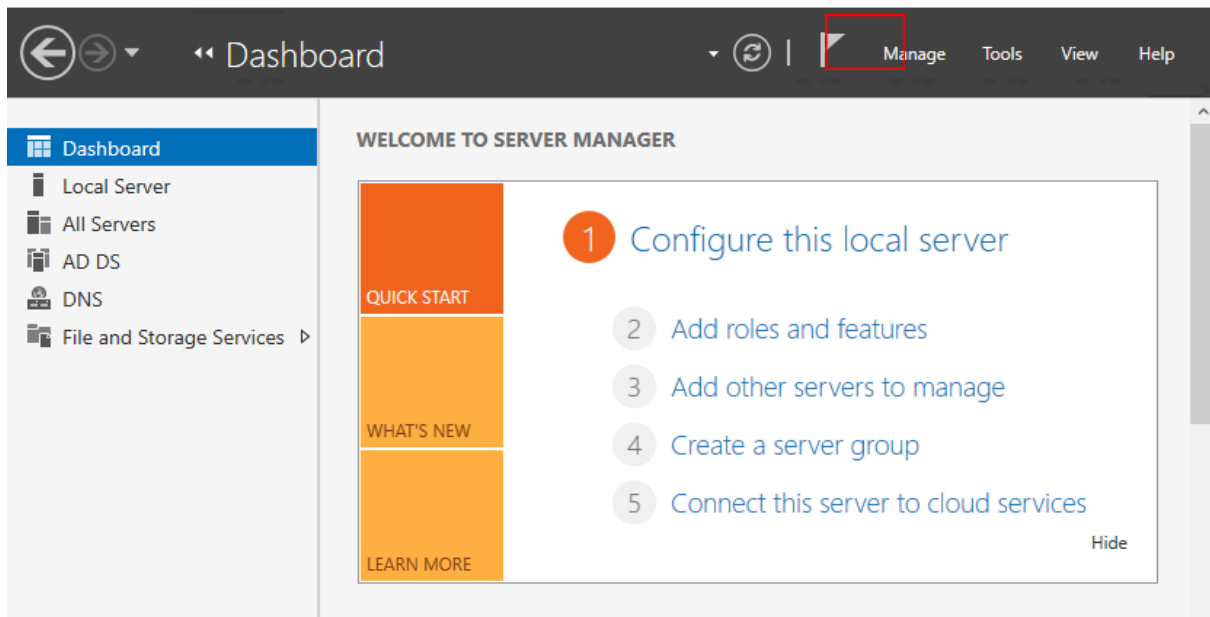 Dashboard
Manage Tools View Help
Dashboard
Local Server
All Servers
AD DS
DNS
File and Storage Services
WELCOME TO SERVER MANAGER
QUICK START
WHAT'S NEW
LEARN MORE
1 Configure this local server
2 Add roles and features
3 Add other servers to manage
4 Create a server group
5 Connect this server to cloud services
Hide